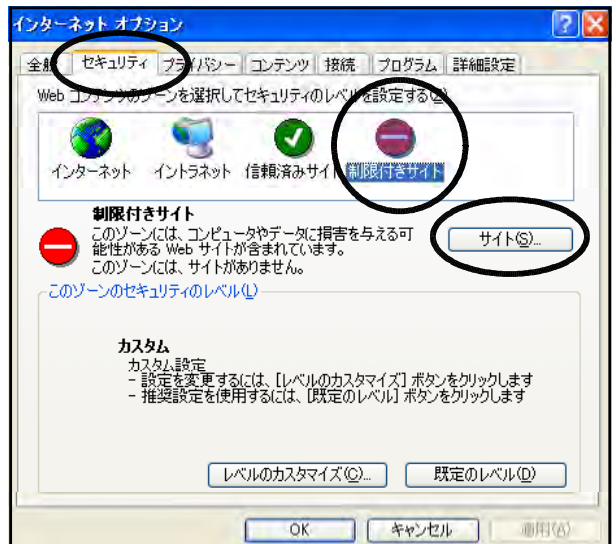 インターネット オプション
全般 セキュリティ プライバシー コンテンツ 接続 プログラム 詳細設定
Web コンテンツのゾーンを選択してセキュリティのレベルを設定する(Z)
インターネット イントラネット 信頼済みサイト 制限付きサイト
制限付きサイト
このゾーンには、コンピュータやデータに損害を与える可
能性がある Web サイトが含まれています。
このゾーンには、サイトがありません。
サイト(S)...
このゾーンのセキュリティのレベル(L)
カスタム
カスタム設定
- 設定を変更するには、[レベルのカスタマイズ] ボタンをクリックします
- 推奨設定を使用するには、[既定のレベル] ボタンをクリックします
レベルのカスタマイズ(C)... 既定のレベル(D)
OK キャンセル 適用(A)